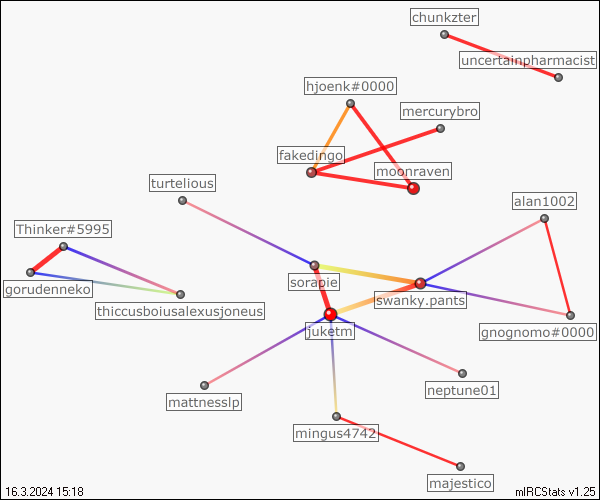 chunkzter
uncertainpharmacist
hjoenk#0000
mercurybro
fakedingo
moonraven
turtelious
alan1002
Thinker#5995
sorapie
gorudenneko
swanky.pants
thiccusboiusalexusjoneus
juketm
gnognomo#0000
neptune01
mattnesslp
mingus4742
majestico
16.3.2024 15:18
mIRCStats v1.25